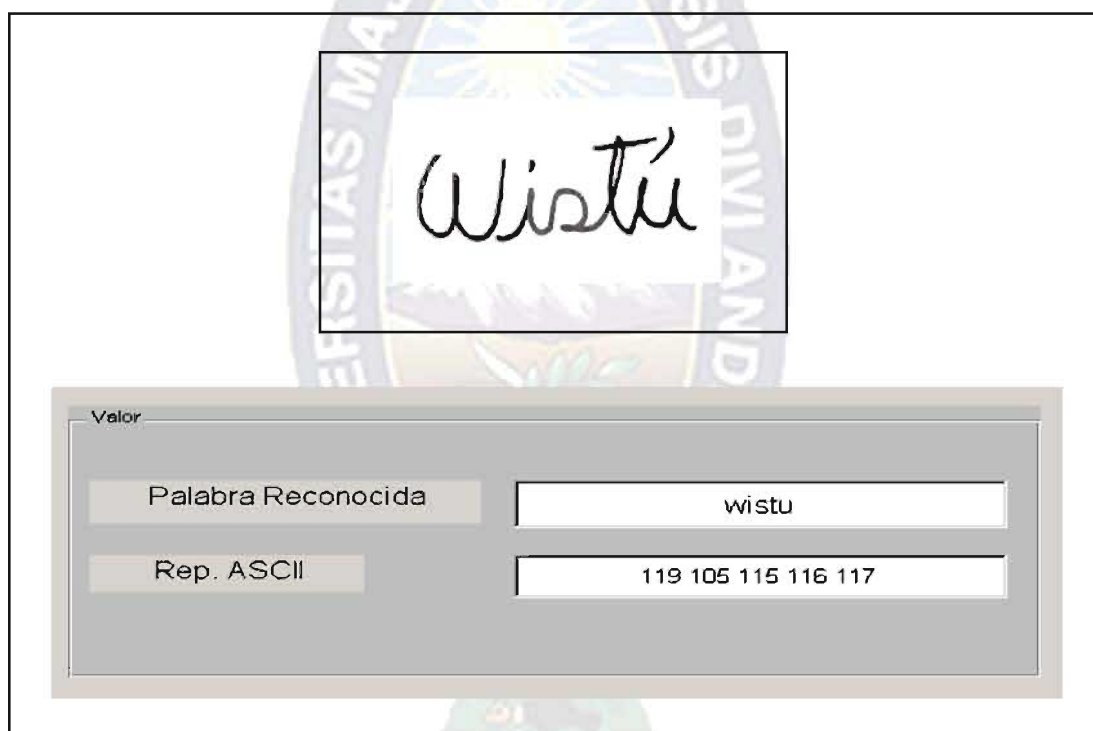 Wistú
Valor
Palabra Reconocida
wistu
Rep. ASCII
119 105 115 116 117